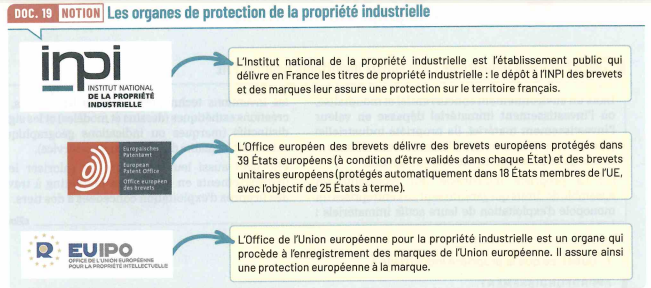 DOC. 19 NOTION Les organes de protection de la propriété industrielle
inpi
INSTITUT NATIONAL
DE LA PROPRIÉTÉ
INDUSTRIELLE
L'Institut national de la propriété industrielle est l'établissement public qui
délivre en France les titres de propriété industrielle : le dépôt à l'INPI des brevets
et des marques leur assure une protection sur le territoire français.
Europäisches
Patentamt
European
Patent Office
Office européen
des brevets
L'Office européen des brevets délivre des brevets européens protégés dans
39 États européens (à condition d'être validés dans chaque État) et des brevets
unitaires européens (protégés automatiquement dans 18 États membres de l'UE,
avec l'objectif de 25 États à terme).
EUIPO
OFFICE DE L'UNION EUROPÉENNE
POUR LA PROPRIÉTÉ INTELLECTUELLE
L'Office de l'Union européenne pour la propriété industrielle est un organe qui
procède à l'enregistrement des marques de l'Union européenne. Il assure ainsi
une protection européenne à la marque.